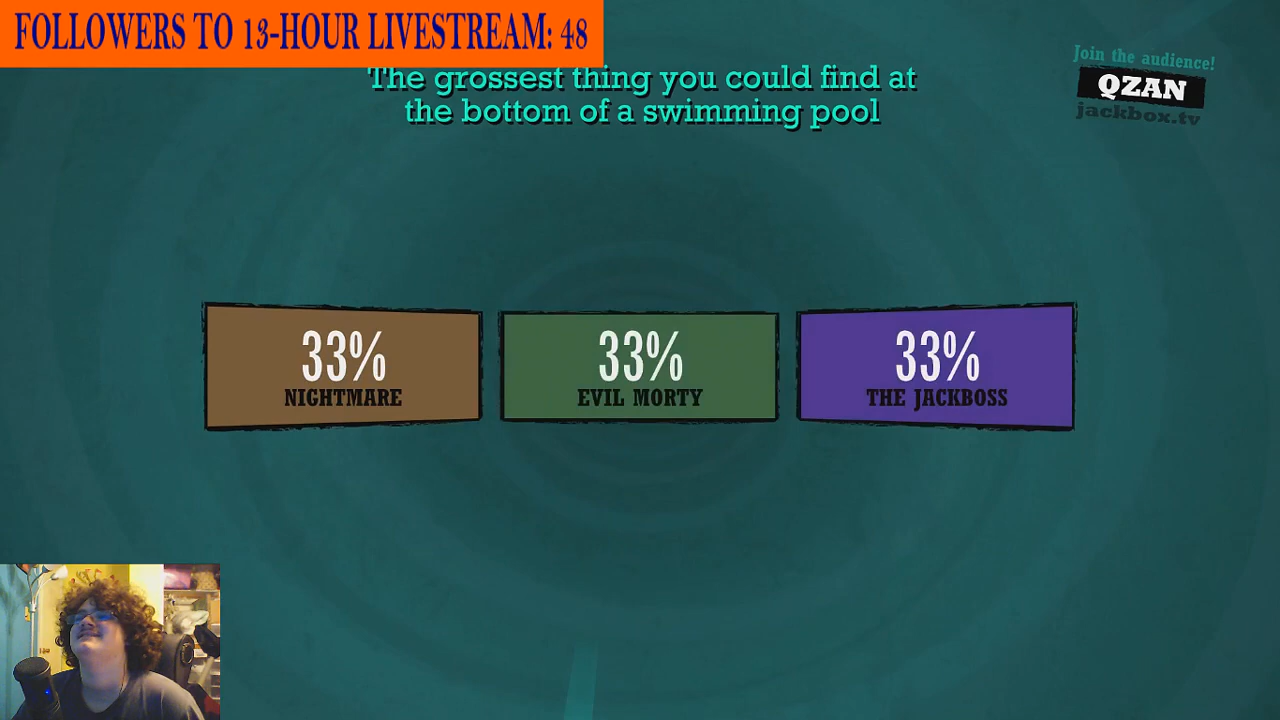 FOLLOWERS TO 13-HOUR LIVESTREAM: 48
Join the audience!
QZAN
jackbox.tv
The grossest thing you could find at
the bottom of a swimming pool
33%
NIGHTMARE
33%
EVIL MORTY
33%
THE JACKBOSS